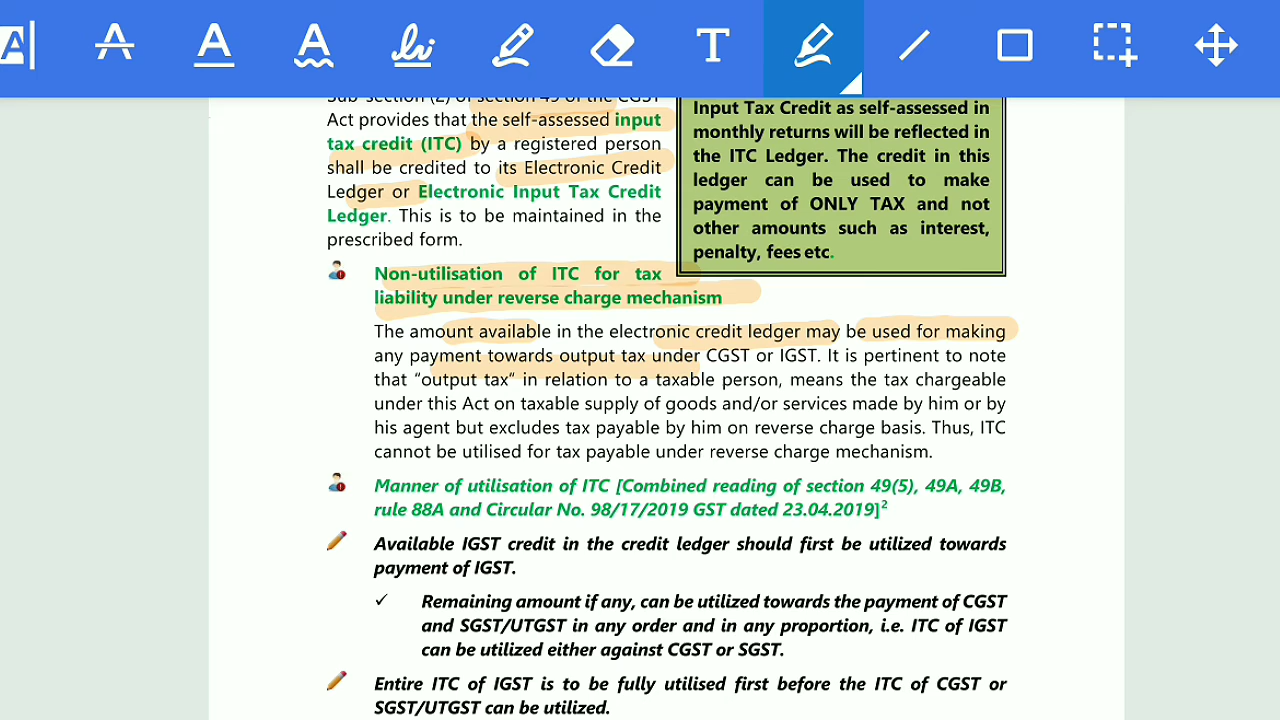 Sub-section (2) of section 49 of the CGST
Act provides that the self-assessed input
tax credit (ITC) by a registered person
shall be credited to its Electronic Credit
Ledger or Electronic Input Tax Credit
Ledger. This is to be maintained in the
prescribed form.
Input Tax Credit as self-assessed in
monthly returns will be reflected in
the ITC Ledger. The credit in this
ledger can be used to make
payment of ONLY TAX and not
other amounts such as interest,
penalty, fees etc.
Non-utilisation of ITC for tax
liability under reverse charge mechanism
The amount available in the electronic credit ledger may be used for making
any payment towards output tax under CGST or IGST. It is pertinent to note
that “output tax” in relation to a taxable person, means the tax chargeable
under this Act on taxable supply of goods and/or services made by him or by
his agent but excludes tax payable by him on reverse charge basis. Thus, ITC
cannot be utilised for tax payable under reverse charge mechanism.
Manner of utilisation of ITC [Combined reading of section 49(5), 49A, 49B,
rule 88A and Circular No. 98/17/2019 GST dated 23.04.2019]²
Available IGST credit in the credit ledger should first be utilized towards
payment of IGST.
✓ Remaining amount if any, can be utilized towards the payment of CGST
and SGST/UTGST in any order and in any proportion, i.e. ITC of IGST
can be utilized either against CGST or SGST.
Entire ITC of IGST is to be fully utilised first before the ITC of CGST or
SGST/UTGST can be utilized.